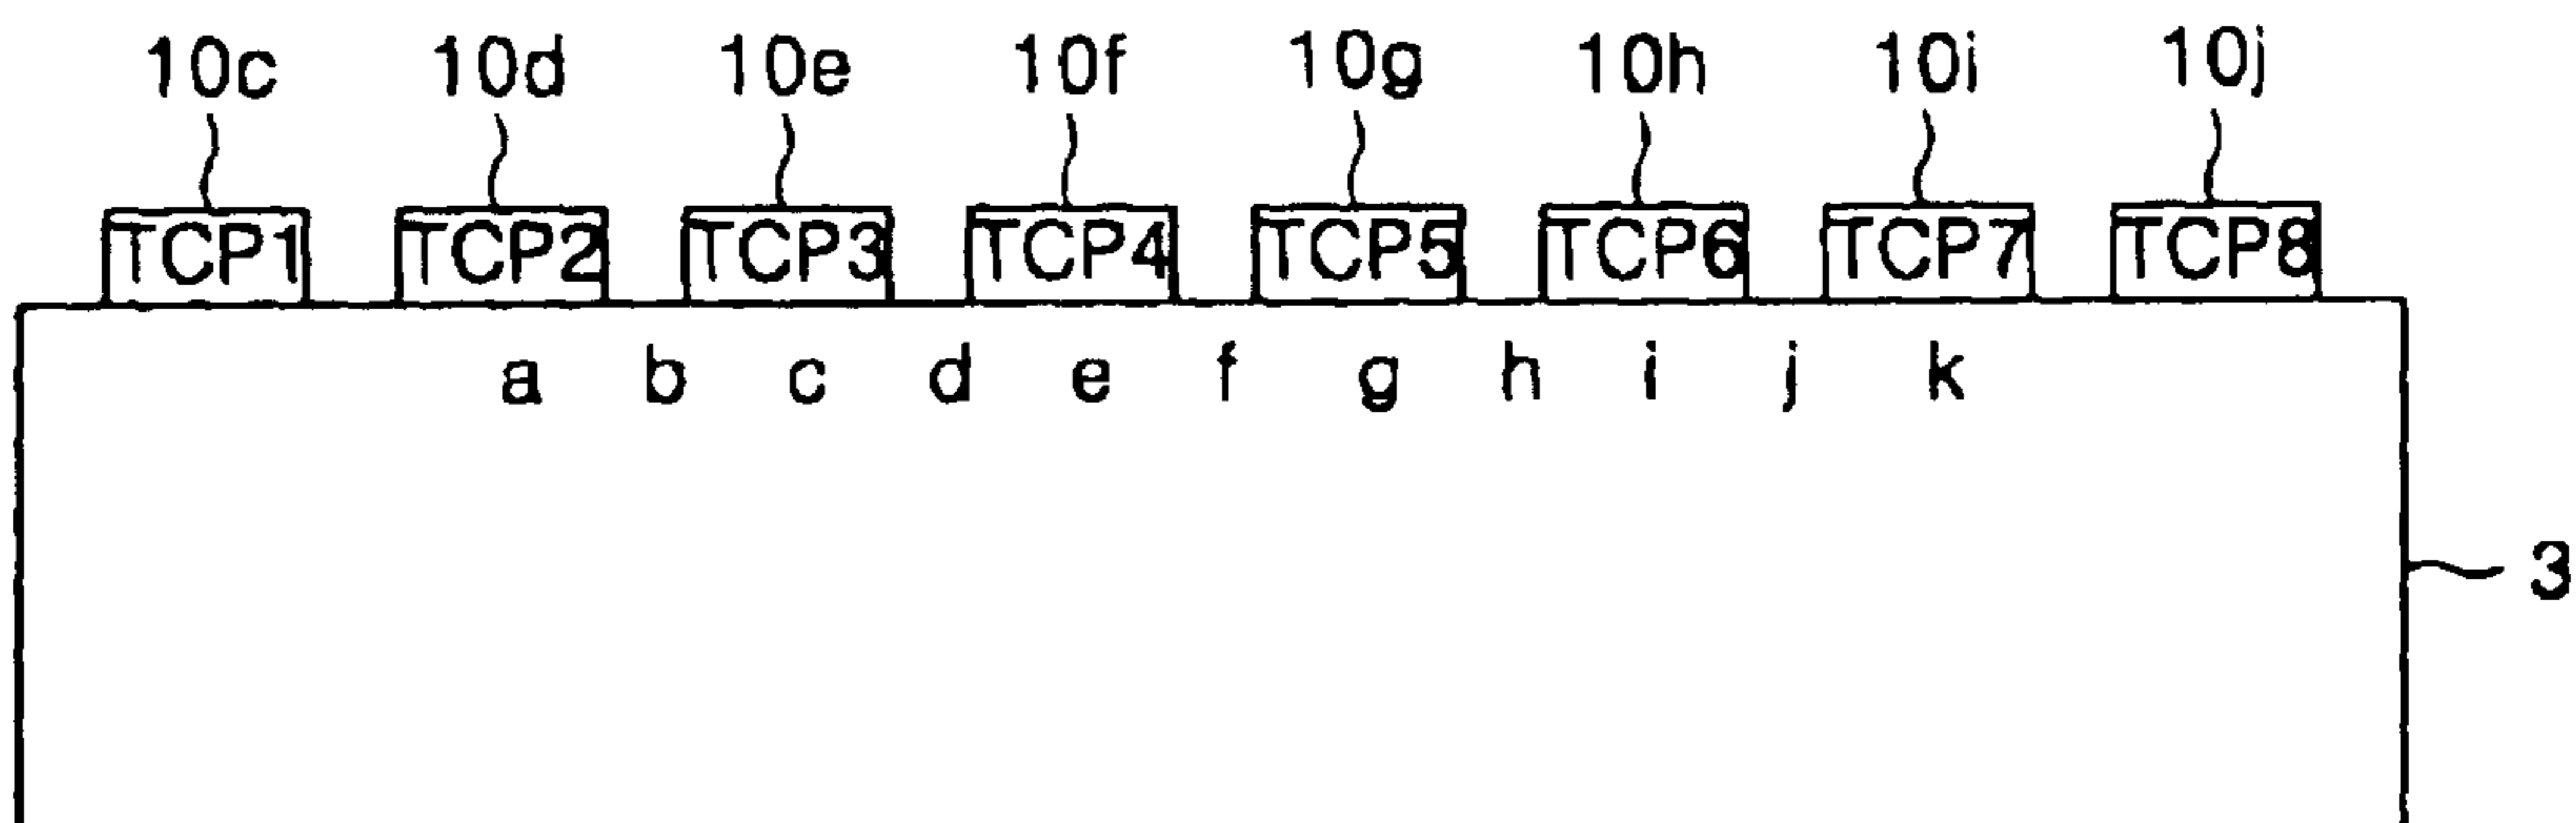 10c 10d 10e 10f 10g 10h 10i 10j
TCP1 TCP2 TCP3 TCP4 TCP5 TCP6 TCP7 TCP8
a b c d e f g h i j k
3